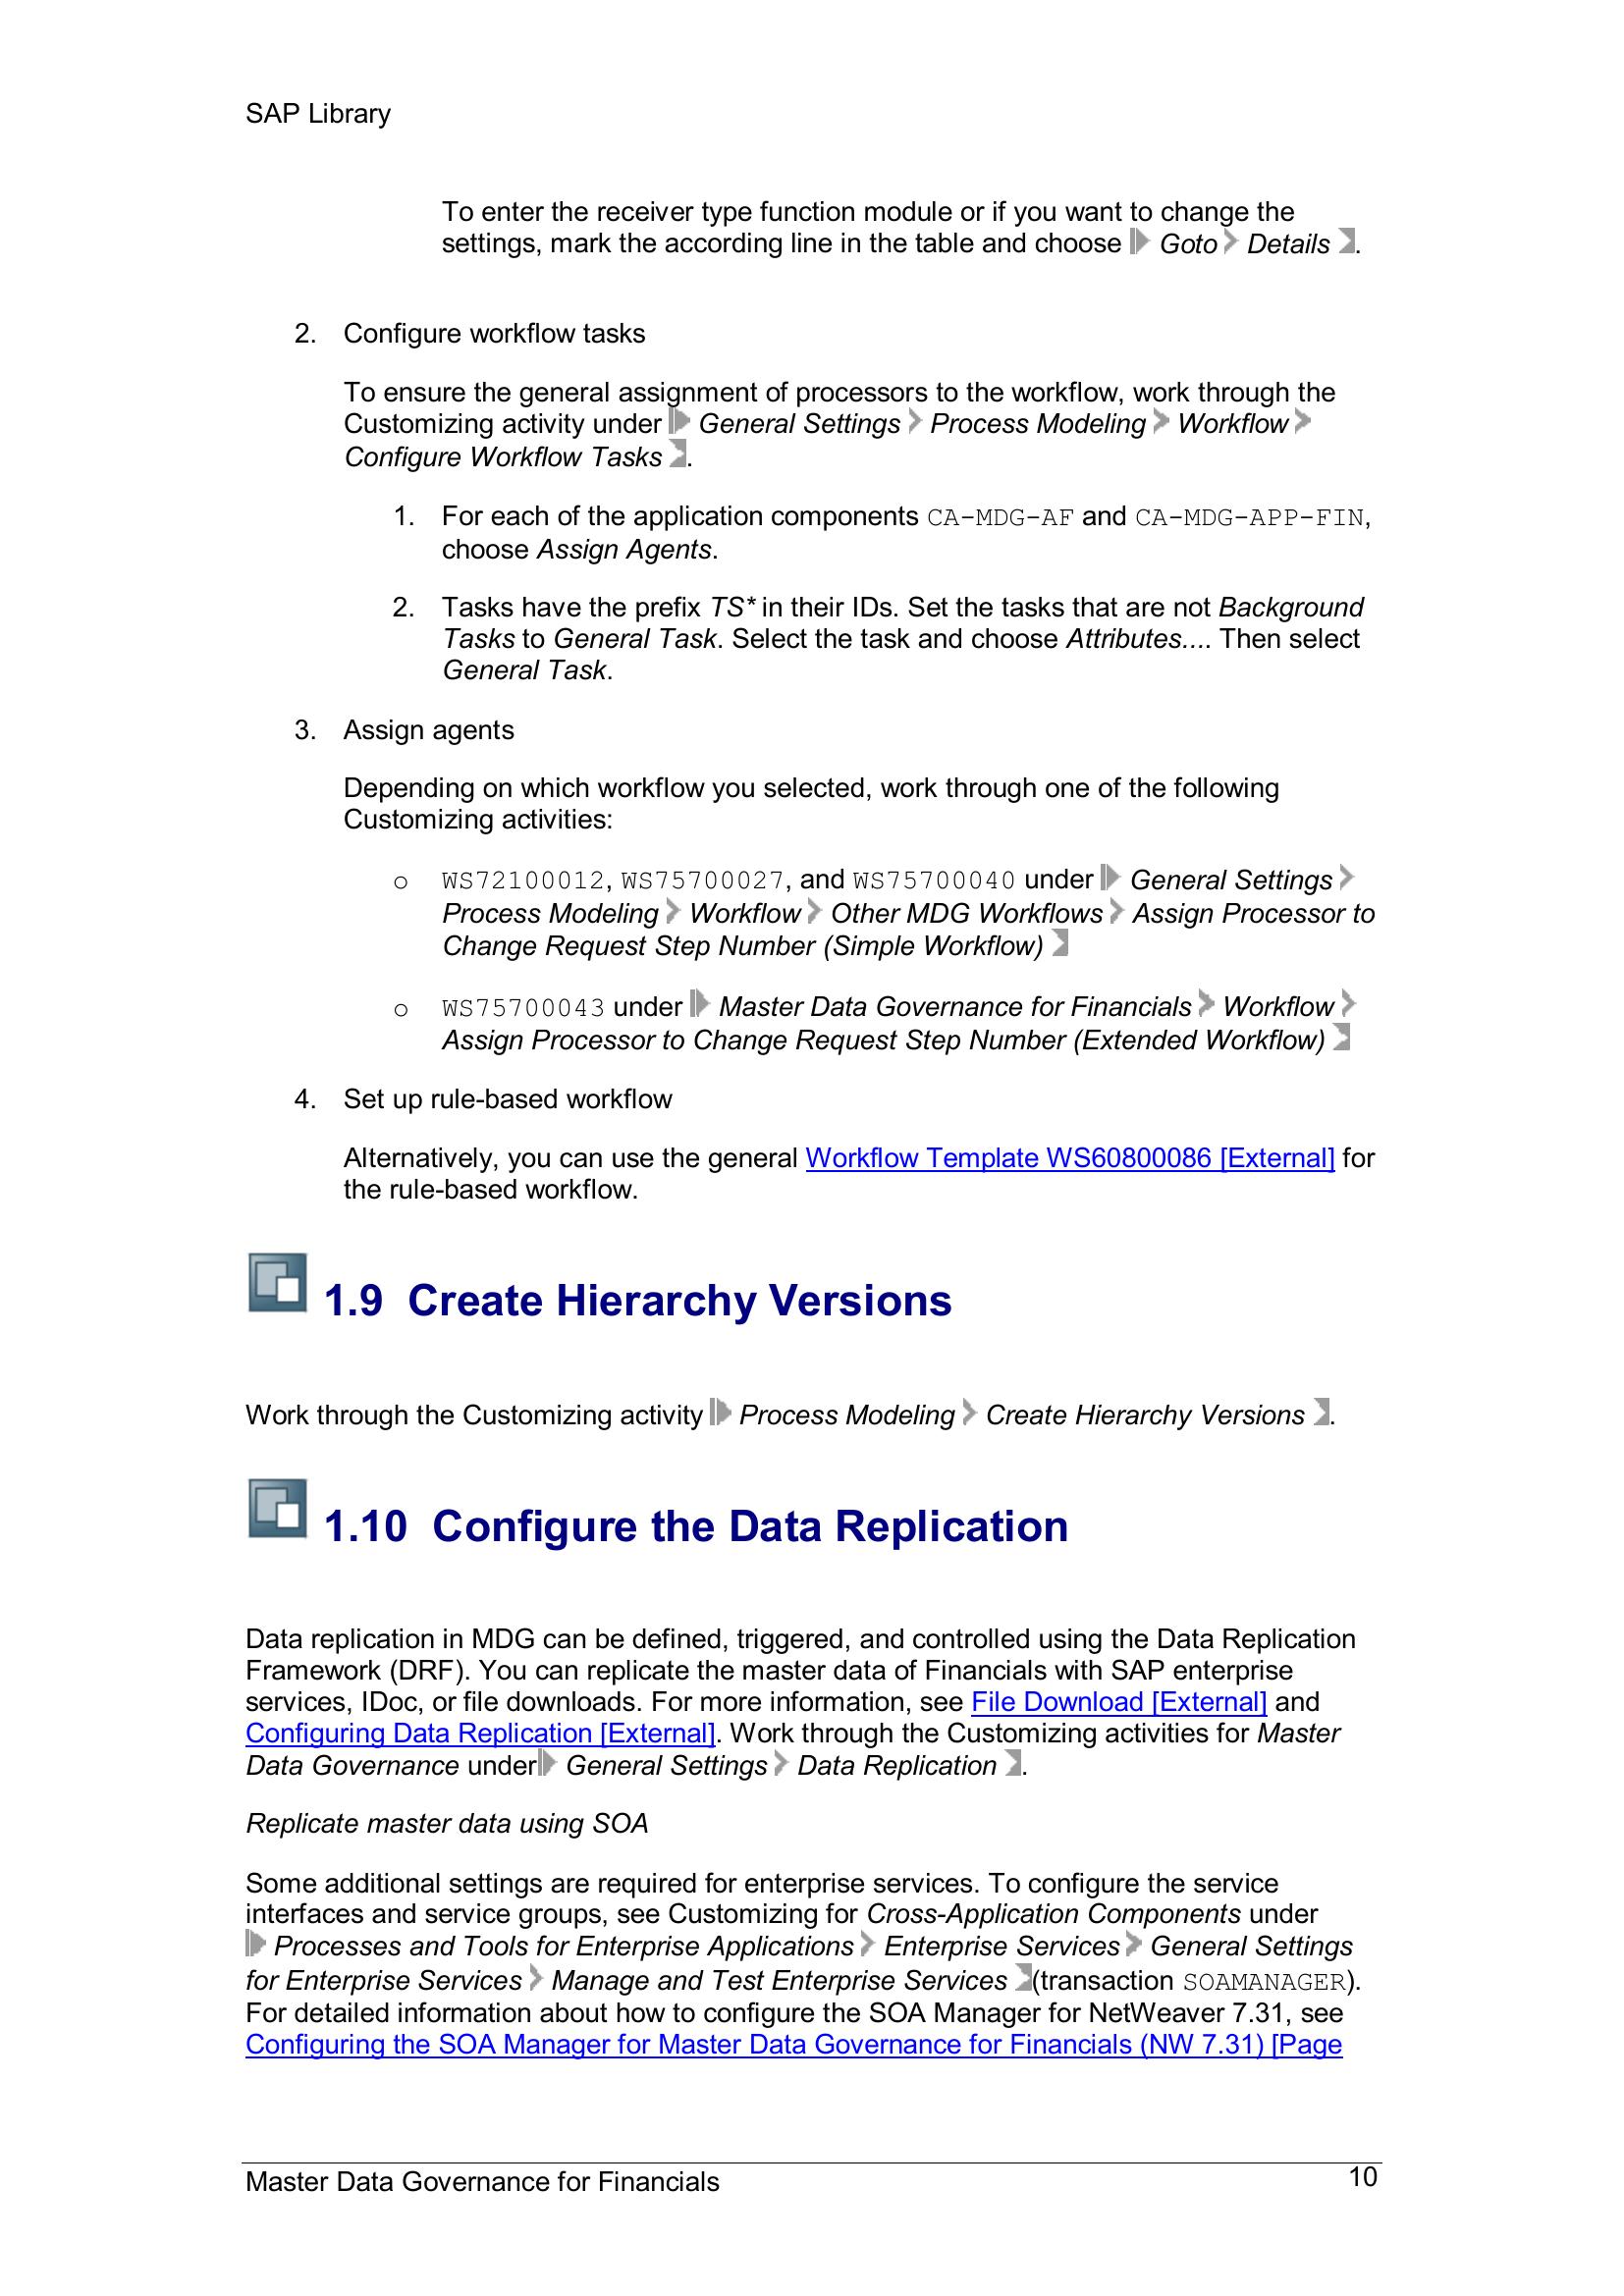 SAP Library
To enter the receiver type function module or if you want to change the
settings, mark the according line in the table and choose Goto Details .
2. Configure workflow tasks
To ensure the general assignment of processors to the workflow, work through the
Customizing activity under General Settings Process Modeling Workflow
Configure Workflow Tasks .
1. For each of the application components CA-MDG-AF and CA-MDG-APP-FIN,
choose Assign Agents.
2. Tasks have the prefix TS* in their IDs. Set the tasks that are not Background
Tasks to General Task. Select the task and choose Attributes.... Then select
General Task.
3. Assign agents
Depending on which workflow you selected, work through one of the following
Customizing activities:
o WS72100012, WS75700027, and WS75700040 under General Settings
Process Modeling Workflow Other MDG Workflows Assign Processor to
Change Request Step Number (Simple Workflow)
o WS75700043 under Master Data Governance for Financials Workflow
Assign Processor to Change Request Step Number (Extended Workflow)
4. Set up rule-based workflow
Alternatively, you can use the general Workflow Template WS60800086 [External] for
the rule-based workflow.
1.9 Create Hierarchy Versions
Work through the Customizing activity Process Modeling Create Hierarchy Versions .
1.10 Configure the Data Replication
Data replication in MDG can be defined, triggered, and controlled using the Data Replication
Framework (DRF). You can replicate the master data of Financials with SAP enterprise
services, IDoc, or file downloads. For more information, see File Download [External] and
Configuring Data Replication [External]. Work through the Customizing activities for Master
Data Governance under General Settings Data Replication .
Replicate master data using SOA
Some additional settings are required for enterprise services. To configure the service
interfaces and service groups, see Customizing for Cross-Application Components under
Processes and Tools for Enterprise Applications Enterprise Services General Settings
for Enterprise Services Manage and Test Enterprise Services (transaction SOAMANAGER).
For detailed information about how to configure the SOA Manager for NetWeaver 7.31, see
Configuring the SOA Manager for Master Data Governance for Financials (NW 7.31) [Page
Master Data Governance for Financials 10